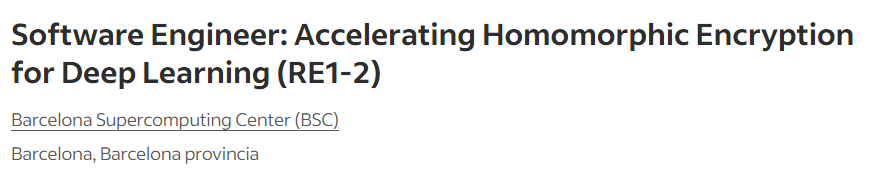 Software Engineer: Accelerating Homomorphic Encryption
for Deep Learning (RE1-2)
Barcelona Supercomputing Center (BSC)
Barcelona, Barcelona provincia